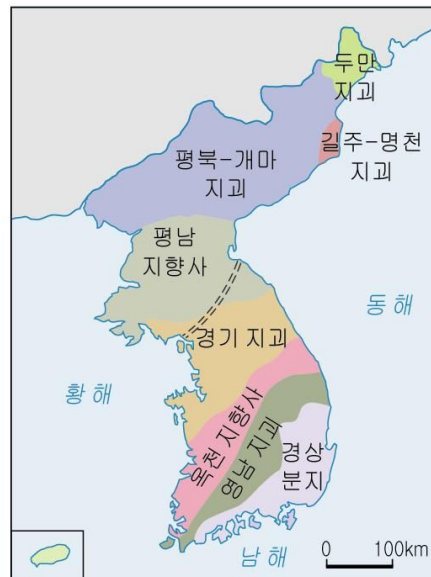 두만
지괴
길주-명천
지괴
평북-개마
지괴
평남
지향사
동해
경기 지괴
황해
옥천 지향사
영남 지괴
경상
분지
남해
0 100km